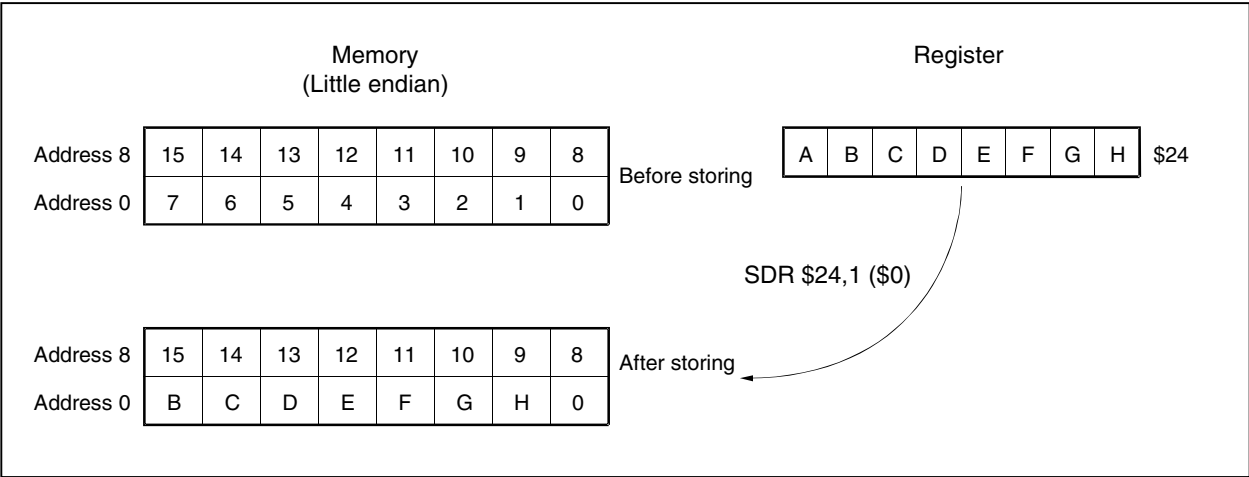 Memory
(Little endian)
Register
Address 8 15 14 13 12 11 10 9 8
Address 0 7 6 5 4 3 2 1 0
Before storing
A B C D E F G H $24
SDR $24,1 ($0)
Address 8 15 14 13 12 11 10 9 8
Address 0 B C D E F G H 0
After storing